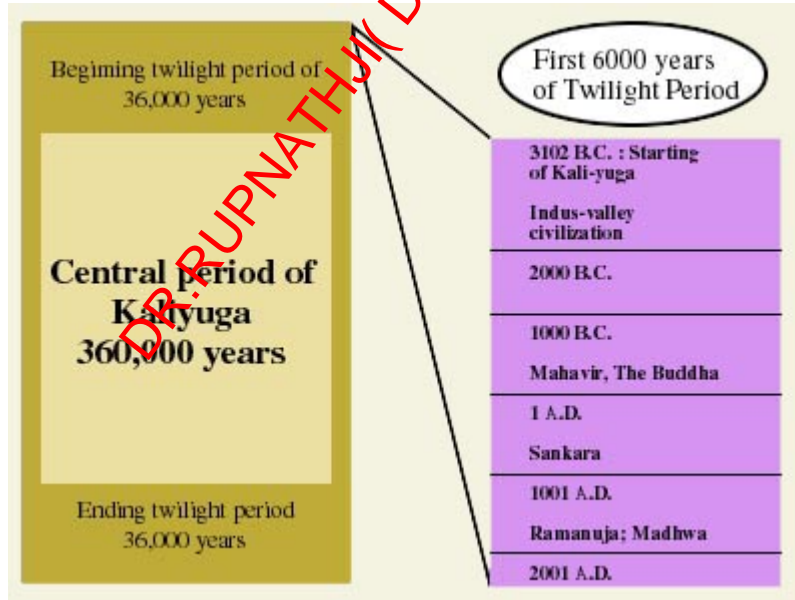 Begining twilight period of
36,000 years
Central period of
Kaliyuga
360,000 years
Ending twilight period
36,000 years
First 6000 years
of Twilight Period
3102 B.C. : Starting
of Kali-yuga
Indus-valley
civilization
2000 B.C.
1000 B.C.
Mahavir, The Buddha
1 A.D.
Sankara
1001 A.D.
Ramanuja; Madhwa
2001 A.D.
DR.RUPNATHJI( D